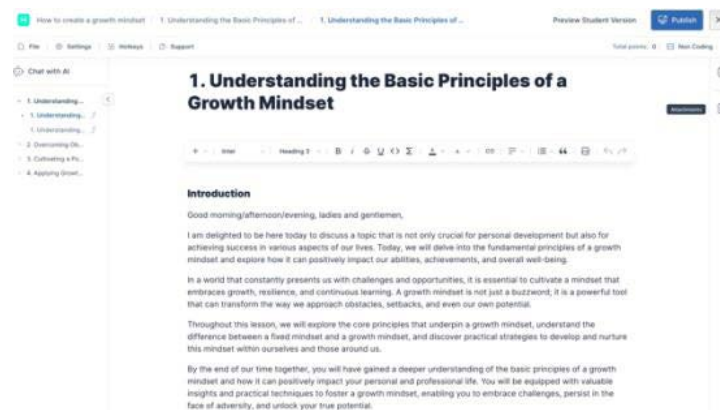 How to create a growth mindset / 1. Understanding the Basic Principles of ... / 1. Understanding the Basic Principles of ...
Preview Student Version
Publish
File Settings Hotkeys Support
Total points: 0 Non Coding
Chat with AI
1. Understanding...
1. Understanding...
1. Understanding...
2. Overcoming Ob...
3. Cultivating a Po...
4. Applying Growt...
Attachments
1. Understanding the Basic Principles of a
Growth Mindset
Inter Heading 3 B i S U <> Σ A
Introduction
Good morning/afternoon/evening, ladies and gentlemen,
I am delighted to be here today to discuss a topic that is not only crucial for personal development but also for
achieving success in various aspects of our lives. Today, we will delve into the fundamental principles of a growth
mindset and explore how it can positively impact our abilities, achievements, and overall well-being.
In a world that constantly presents us with challenges and opportunities, it is essential to cultivate a mindset that
embraces growth, resilience, and continuous learning. A growth mindset is not just a buzzword; it is a powerful tool
that can transform the way we approach obstacles, setbacks, and even our own potential.
Throughout this lesson, we will explore the core principles that underpin a growth mindset, understand the
difference between a fixed mindset and a growth mindset, and discover practical strategies to develop and nurture
this mindset within ourselves and those around us.
By the end of our time together, you will have gained a deeper understanding of the basic principles of a growth
mindset and how it can positively impact your personal and professional life. You will be equipped with valuable
insights and practical techniques to foster a growth mindset, enabling you to embrace challenges, persist in the
face of adversity, and unlock your true potential.